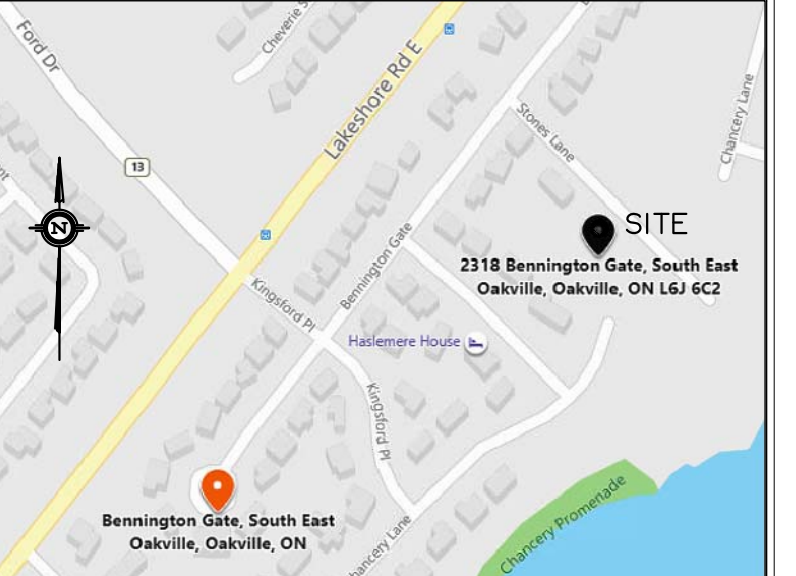 Ford Dr
Cheverie S
Lakeshore Rd E
13
Stones Lane
Chancery Lane
N
SITE
2318 Bennington Gate, South East
Oakville, Oakville, ON L6J 6C2
Bennington Gate
Kingsford Pl
Haslemere House
Kingsford Pl
Bennington Gate, South East
Oakville, Oakville, ON
hancery Lane
Chancery Promenade